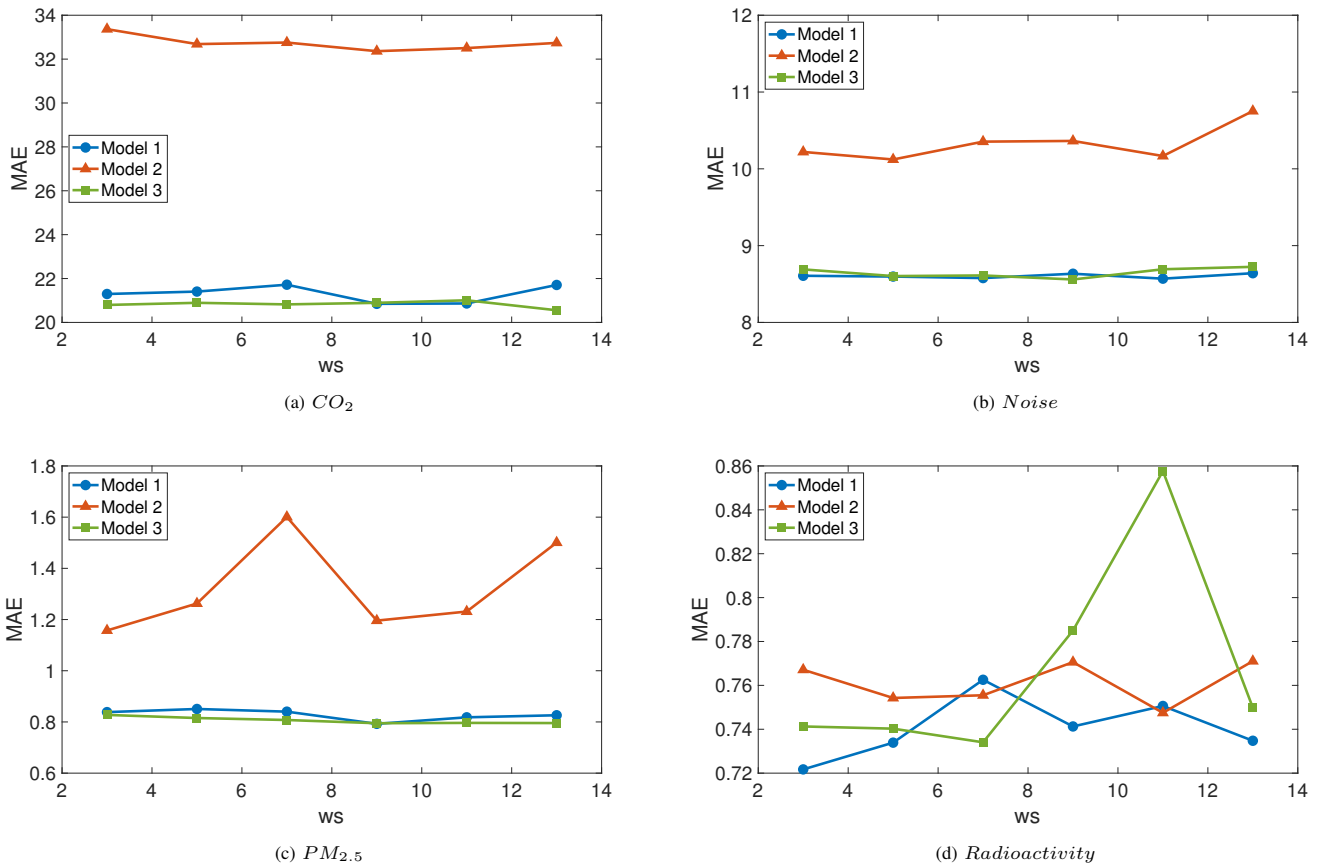 34
32
30
28
26
24
22
20
MAE
Model 1
Model 2
Model 3
2 4 6 8 10 12 14
ws
(a) CO₂
12
11
10
9
8
MAE
Model 1
Model 2
Model 3
2 4 6 8 10 12 14
ws
(b) Noise
1.8
1.6
1.4
1.2
1
0.8
0.6
MAE
Model 1
Model 2
Model 3
2 4 6 8 10 12 14
ws
(c) PM₂.₅
0.86
0.84
0.82
0.8
0.78
0.76
0.74
0.72
MAE
Model 1
Model 2
Model 3
2 4 6 8 10 12 14
ws
(d) Radioactivity